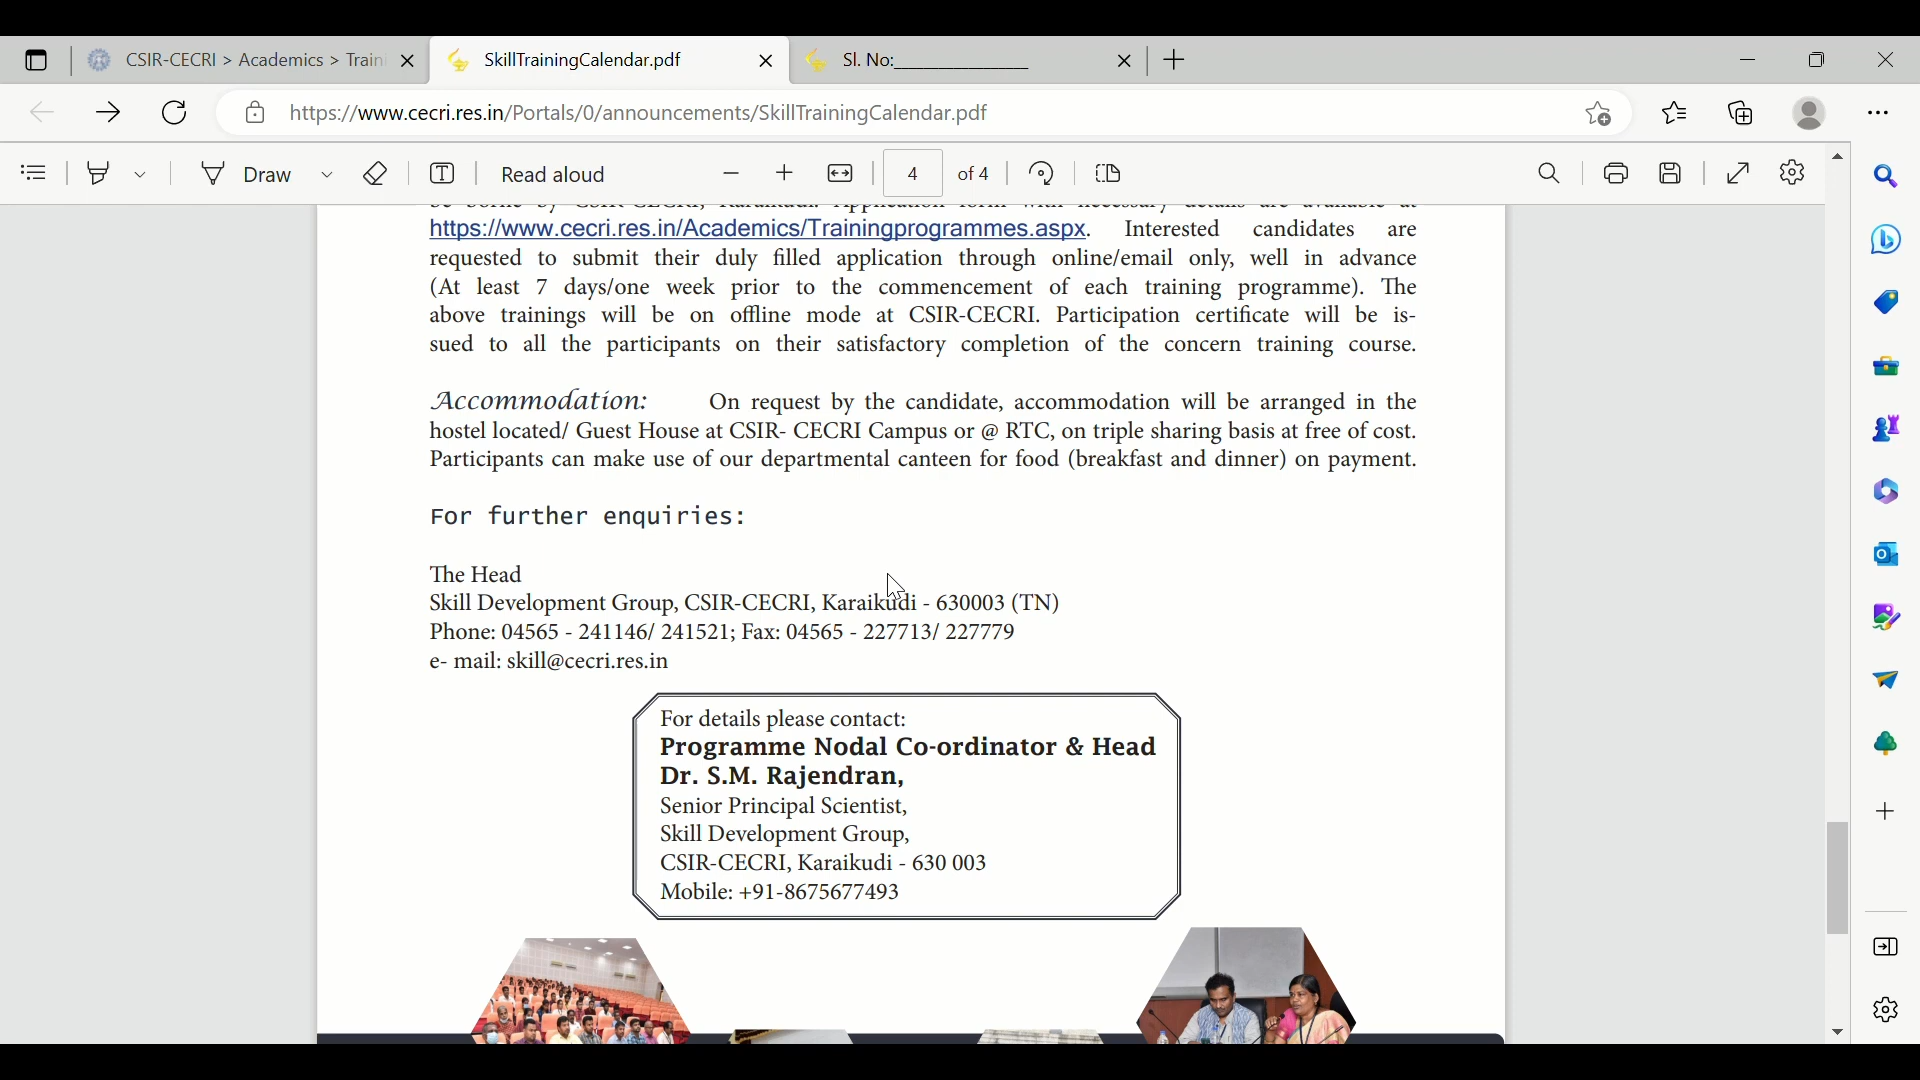 CSIR-CECRI > Academics > Traini
SkillTrainingCalendar.pdf
Sl. No:________________
https://www.cecri.res.in/Portals/0/announcements/SkillTrainingCalendar.pdf
Draw
Read aloud
4 of 4
https://www.cecri.res.in/Academics/Trainingprogrammes.aspx. Interested candidates are
requested to submit their duly filled application through online/email only, well in advance
(At least 7 days/one week prior to the commencement of each training programme). The
above trainings will be on offline mode at CSIR-CECRI. Participation certificate will be is-
sued to all the participants on their satisfactory completion of the concern training course.
Accommodation: On request by the candidate, accommodation will be arranged in the
hostel located/ Guest House at CSIR- CECRI Campus or @ RTC, on triple sharing basis at free of cost.
Participants can make use of our departmental canteen for food (breakfast and dinner) on payment.
For further enquiries:
The Head
Skill Development Group, CSIR-CECRI, Karaikudi - 630003 (TN)
Phone: 04565 - 241146/ 241521; Fax: 04565 - 227713/ 227779
e- mail: skill@cecri.res.in
For details please contact:
Programme Nodal Co-ordinator & Head
Dr. S.M. Rajendran,
Senior Principal Scientist,
Skill Development Group,
CSIR-CECRI, Karaikudi - 630 003
Mobile: +91-8675677493